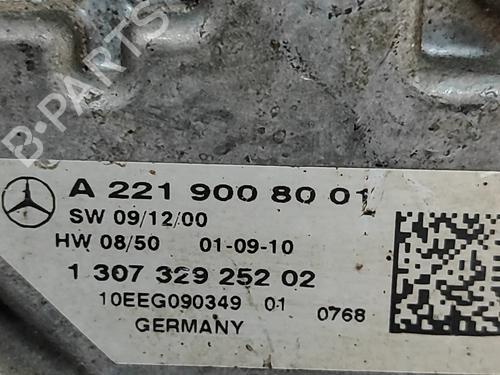 B-PARTS
A 221 900 80 01
SW 09/12/00
HW 08/50 01-09-10
1 307 329 252 02
10EEG090349 01 0768
GERMANY